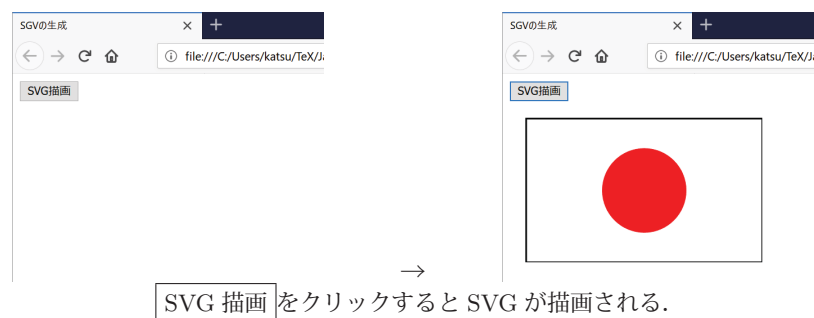 SGVの生成 × +
file:///C:/Users/katsu/TeX/Ja
SVG描画
SGVの生成 × +
file:///C:/Users/katsu/TeX/Ja
SVG描画
→
SVG 描画 をクリックすると SVG が描画される.